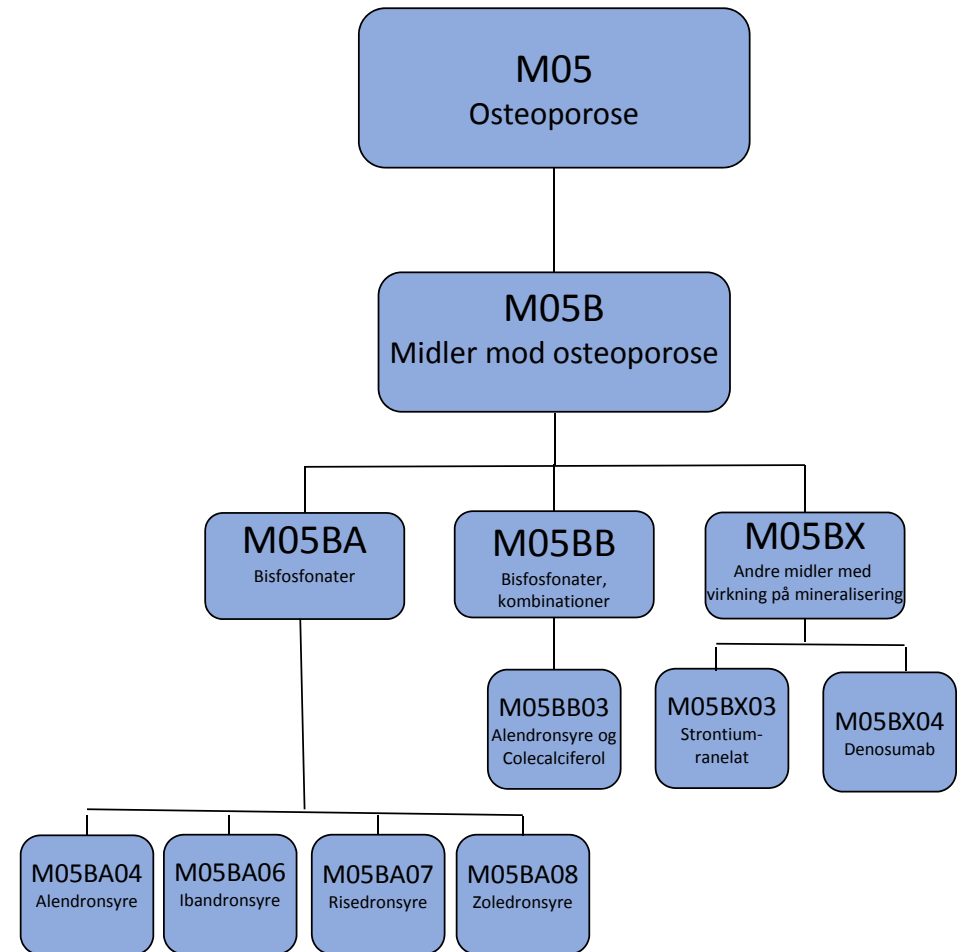 M05
Osteoporose
M05B
Midler mod osteoporose
M05BA
Bisfosfonater
M05BB
Bisfosfonater,
kombinationer
M05BX
Andre midler med
virkning på mineralisering
M05BB03
Alendronsyre og
Colecalciferol
M05BX03
Strontium-
ranelat
M05BX04
Denosumab
M05BA04
Alendronsyre
M05BA06
Ibandronsyre
M05BA07
Risedronsyre
M05BA08
Zoledronsyre